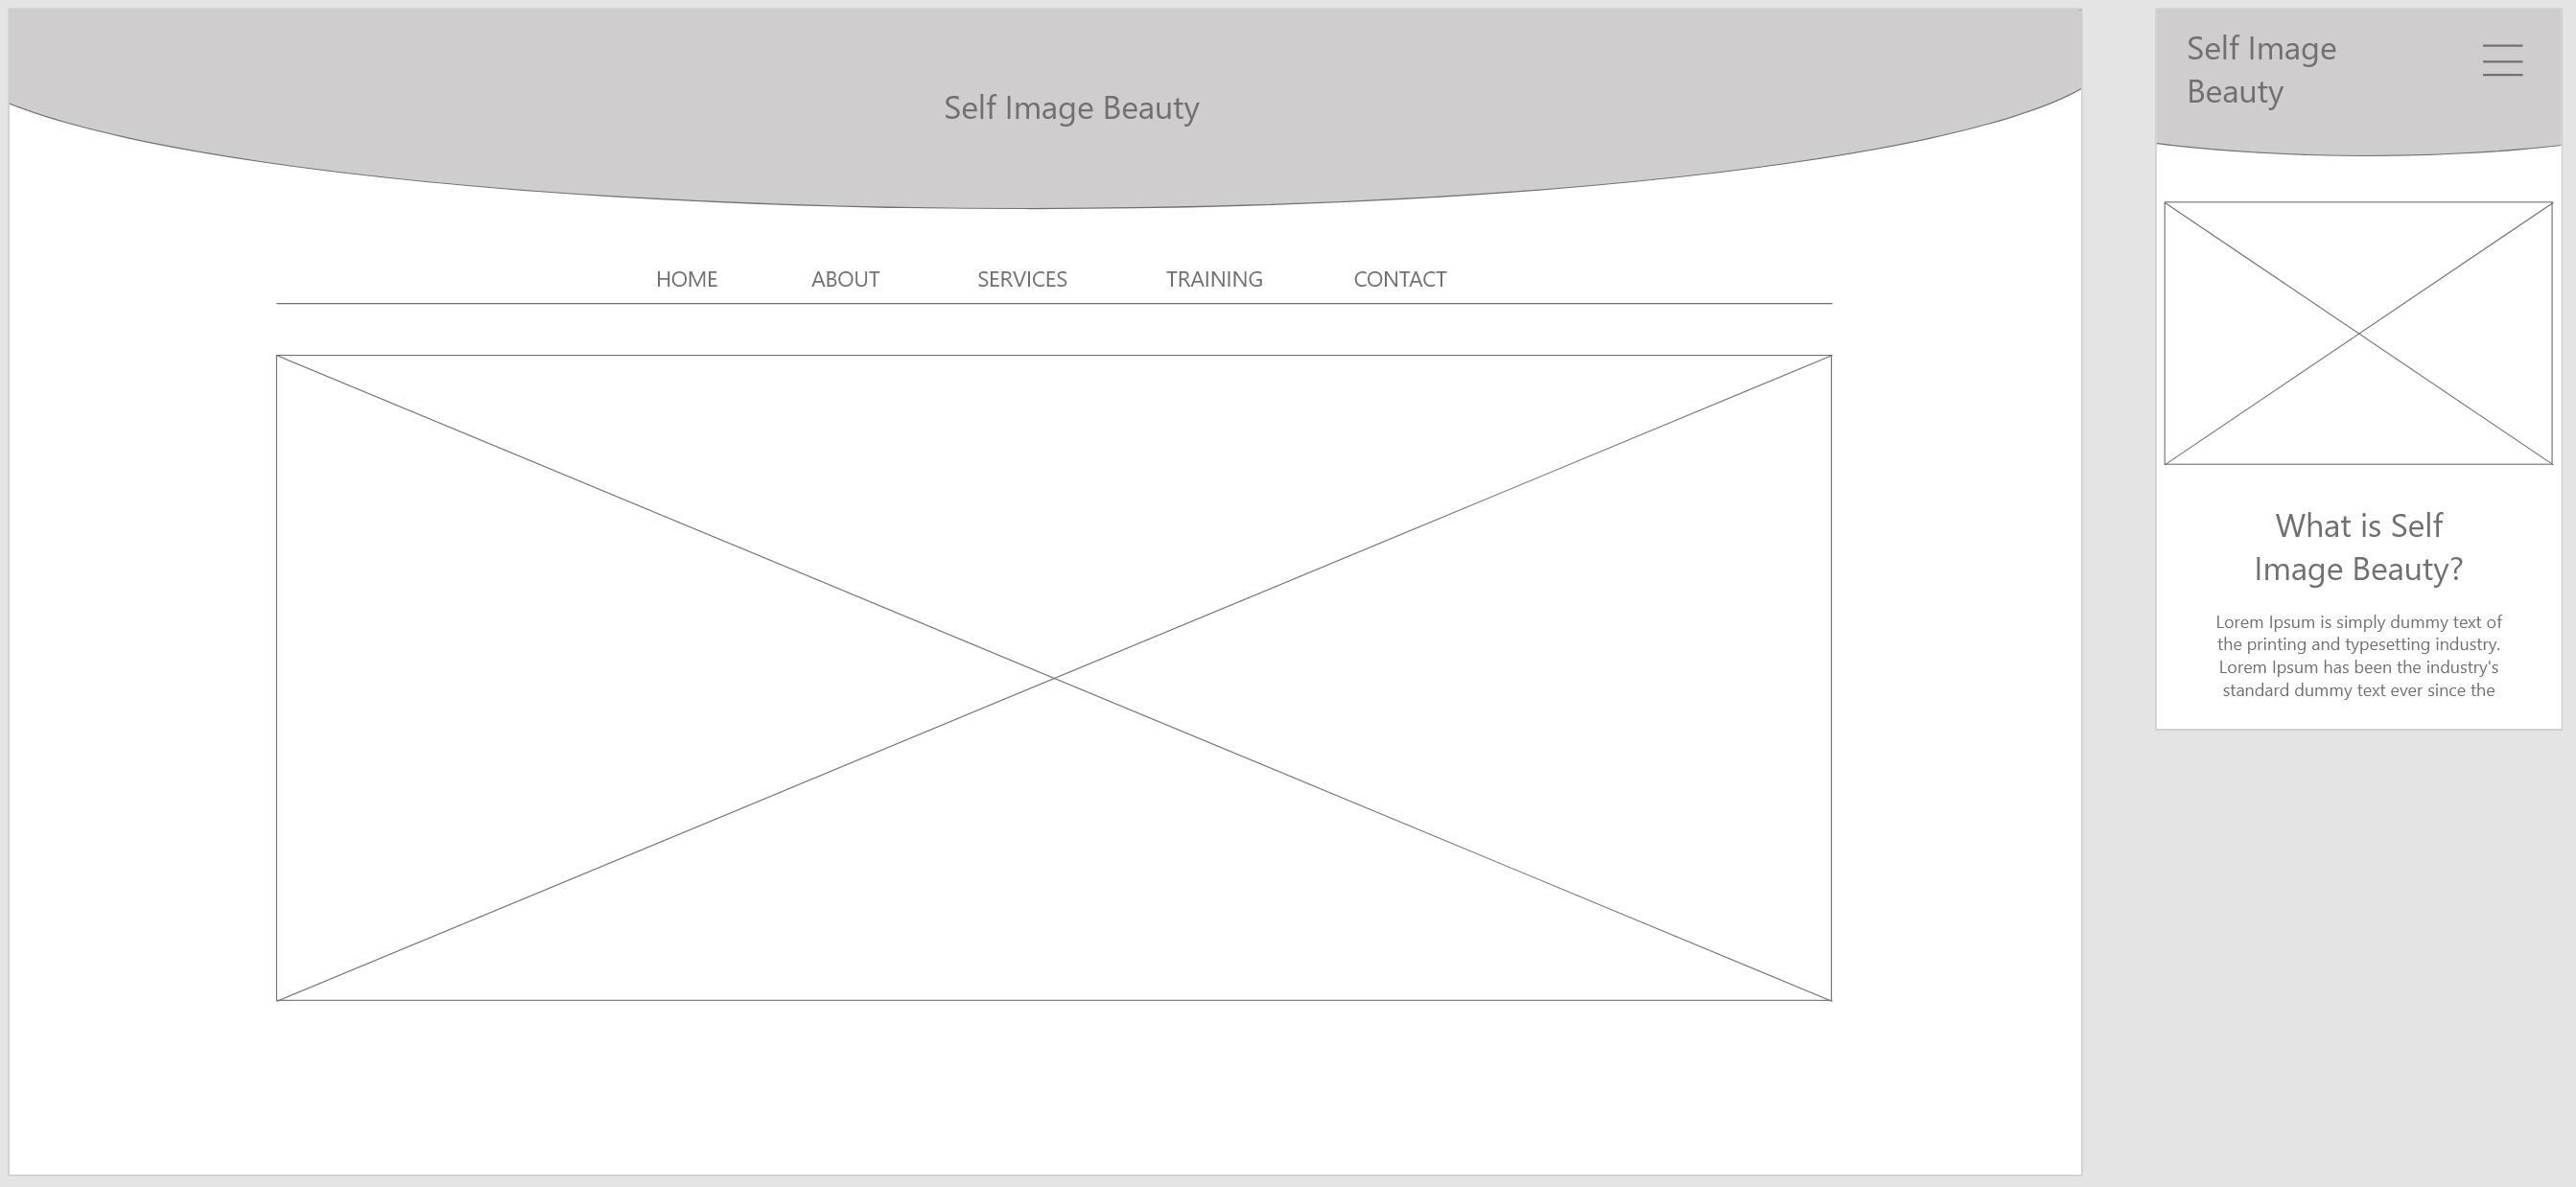 Self Image Beauty
HOME ABOUT SERVICES TRAINING CONTACT
Self Image
Beauty
What is Self
Image Beauty?
Lorem Ipsum is simply dummy text of
the printing and typesetting industry.
Lorem Ipsum has been the industry's
standard dummy text ever since the